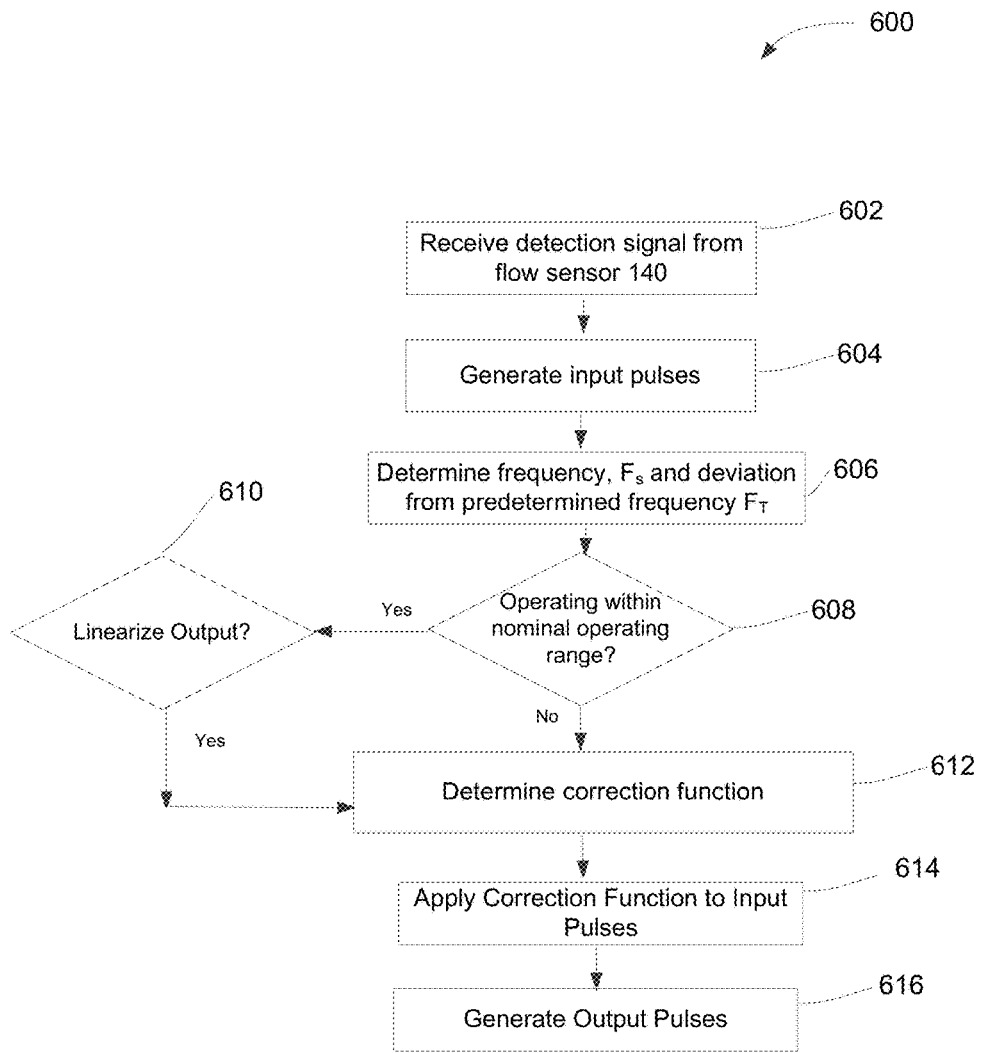 600
602
Receive detection signal from
flow sensor 140
604
Generate input pulses
606
Determine frequency, Fs and deviation
from predetermined frequency FT
610
608
Operating within
nominal operating
range?
Yes
Linearize Output?
No
Yes
612
Determine correction function
614
Apply Correction Function to Input
Pulses
616
Generate Output Pulses